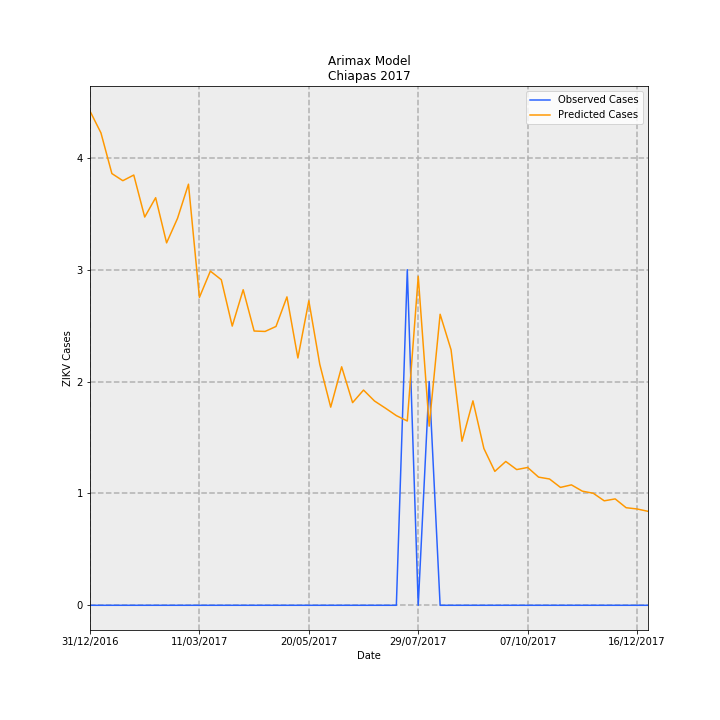 Arimax Model
Chiapas 2017
Observed Cases
Predicted Cases
ZIKV Cases
4
3
2
1
0
31/12/2016
11/03/2017
20/05/2017
29/07/2017
07/10/2017
16/12/2017
Date